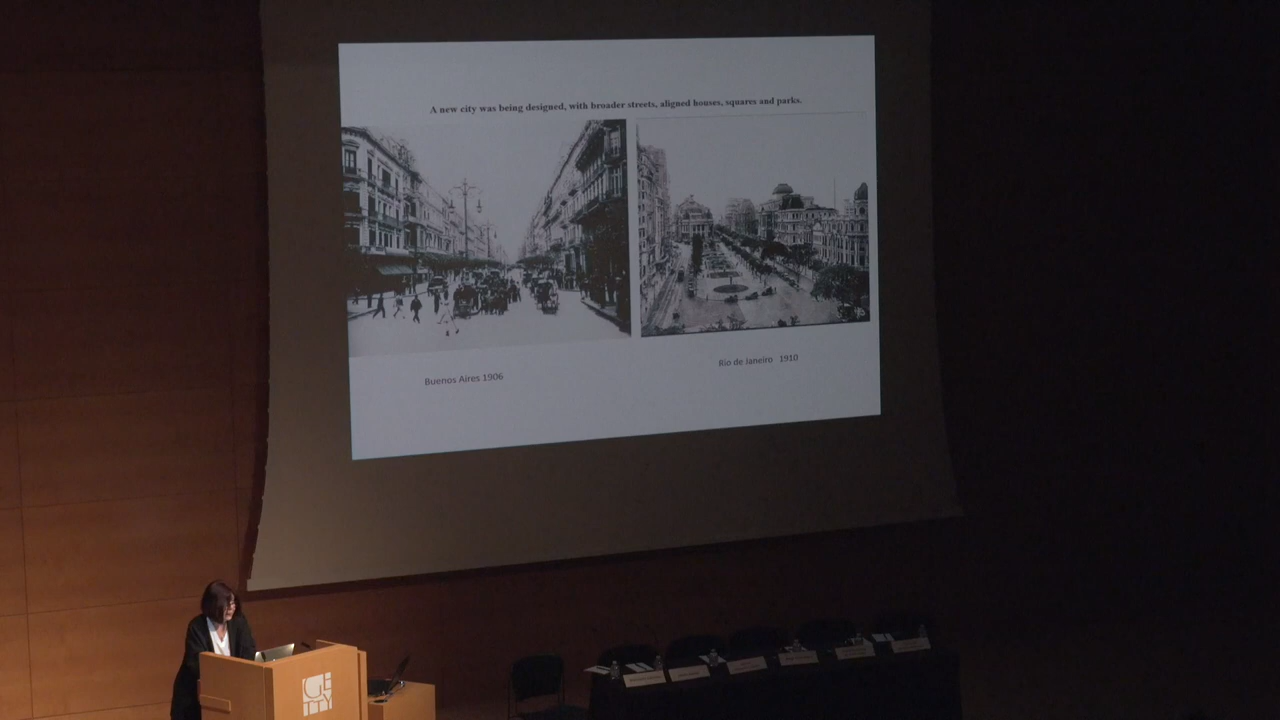 A new city was being designed, with broader streets, aligned houses, squares and parks.
Buenos Aires 1906
Rio de Janeiro 1910
GETTY